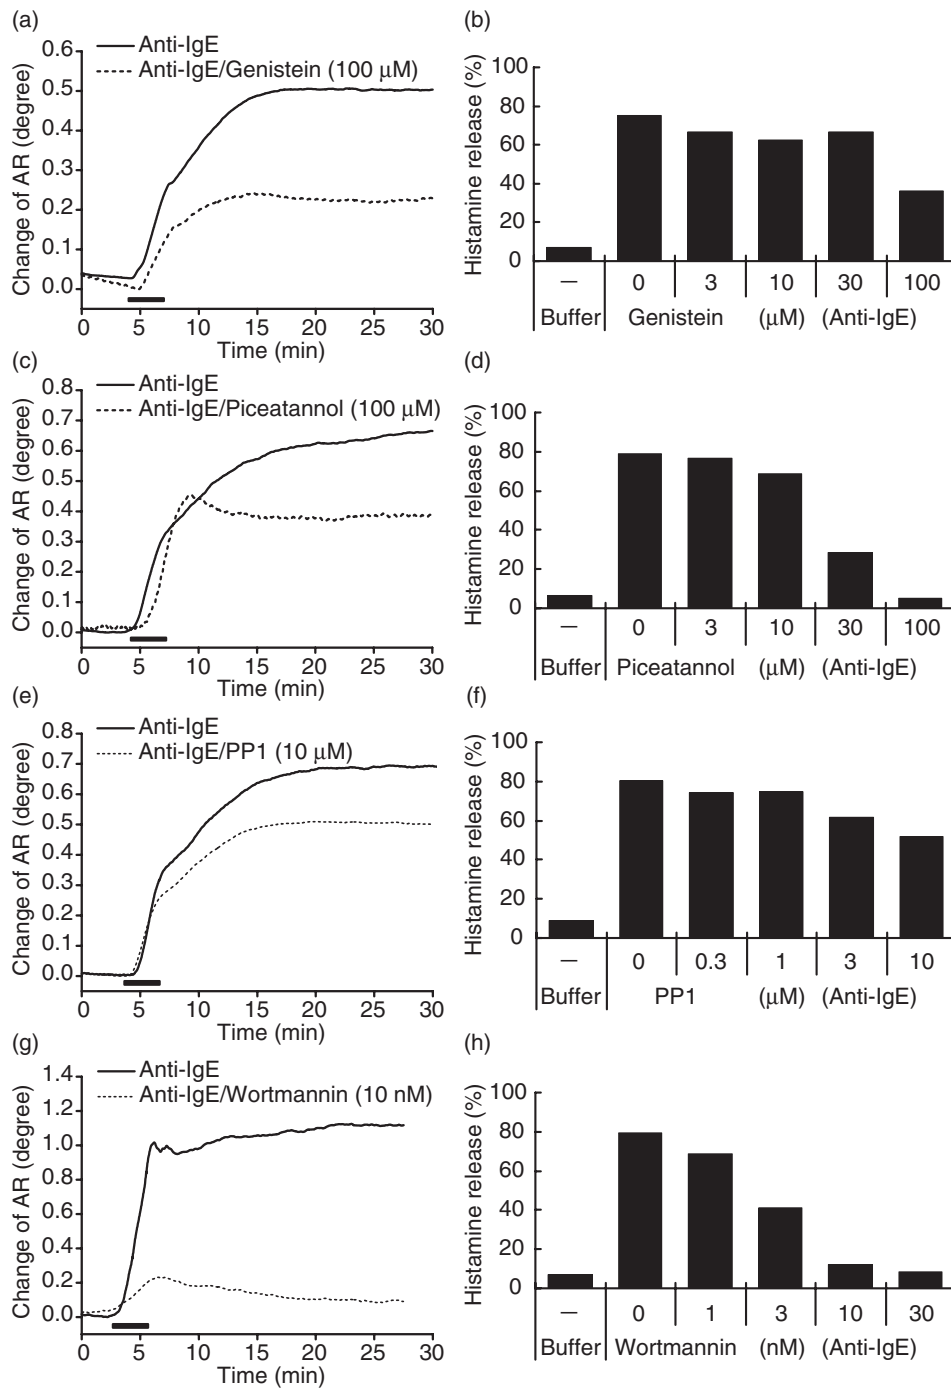 (a)
Anti-IgE
Anti-IgE/Genistein (100 μM)
Change of AR (degree)
0.6
0.5
0.4
0.3
0.2
0.1
0.0
0 5 10 15 20 25 30
Time (min)
(b)
Histamine release (%)
100
80
60
40
20
0
– 0 3 10 30 100
Buffer Genistein (μM) (Anti-IgE)
(c)
Anti-IgE
Anti-IgE/Piceatannol (100 μM)
Change of AR (degree)
0.8
0.7
0.6
0.5
0.4
0.3
0.2
0.1
0.0
0 5 10 15 20 25 30
Time (min)
(d)
Histamine release (%)
100
80
60
40
20
0
– 0 3 10 30 100
Buffer Piceatannol (μM) (Anti-IgE)
(e)
Anti-IgE
Anti-IgE/PP1 (10 μM)
Change of AR (degree)
0.8
0.7
0.6
0.5
0.4
0.3
0.2
0.1
0.0
0 5 10 15 20 25 30
Time (min)
(f)
Histamine release (%)
100
80
60
40
20
0
– 0 0.3 1 3 10
Buffer PP1 (μM) (Anti-IgE)
(g)
Anti-IgE
Anti-IgE/Wortmannin (10 nM)
Change of AR (degree)
1.4
1.2
1.0
0.8
0.6
0.4
0.2
0.0
0 5 10 15 20 25 30
Time (min)
(h)
Histamine release (%)
100
80
60
40
20
0
– 0 1 3 10 30
Buffer Wortmannin (nM) (Anti-IgE)